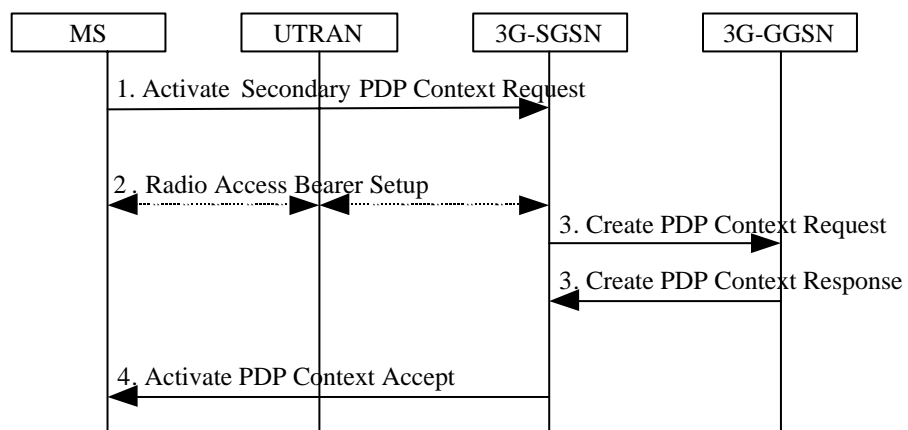 MS
UTRAN
3G-SGSN
3G-GGSN
1. Activate Secondary PDP Context Request
2. Radio Access Bearer Setup
3. Create PDP Context Request
3. Create PDP Context Response
4. Activate PDP Context Accept